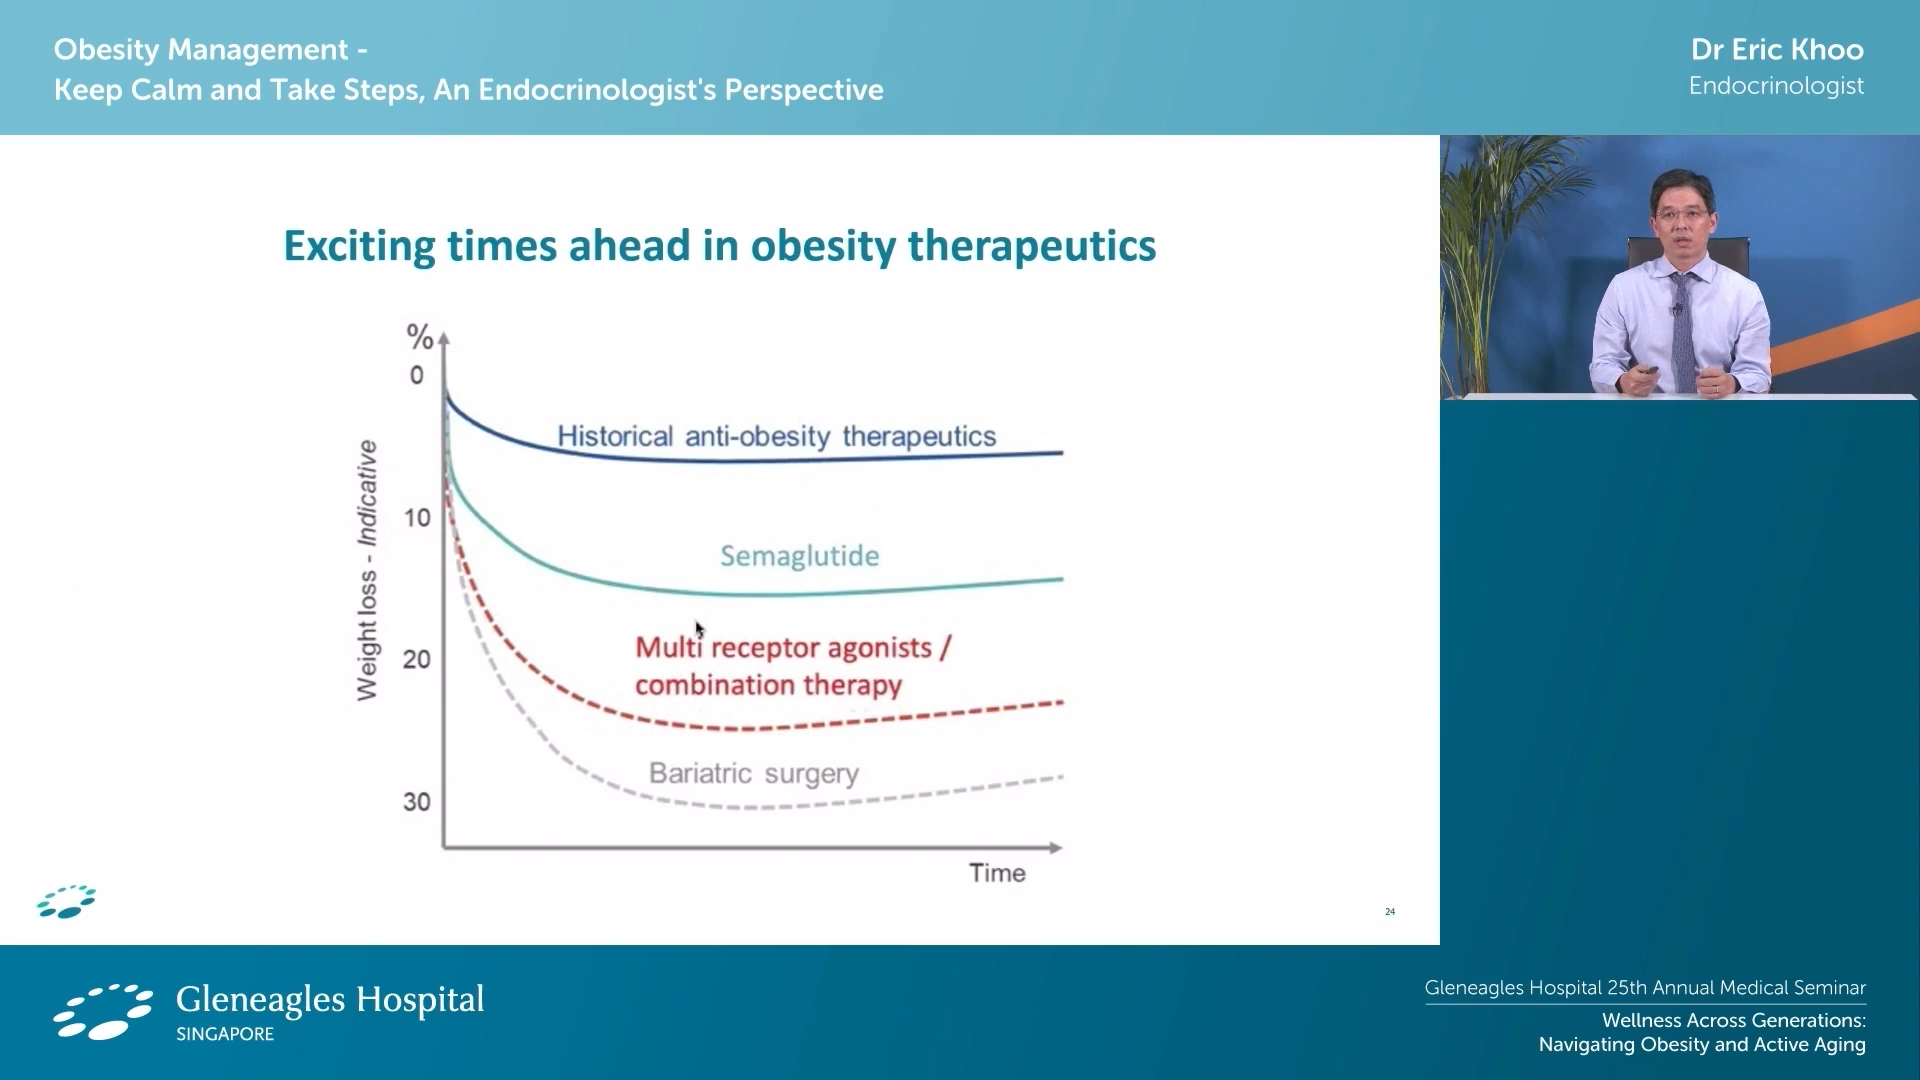 Obesity Management -
Keep Calm and Take Steps, An Endocrinologist's Perspective
Dr Eric Khoo
Endocrinologist
Exciting times ahead in obesity therapeutics
%
0
10
20
30
Weight loss - Indicative
Historical anti-obesity therapeutics
Semaglutide
Multi receptor agonists /
combination therapy
Bariatric surgery
Time
24
Gleneagles Hospital
SINGAPORE
Gleneagles Hospital 25th Annual Medical Seminar
Wellness Across Generations:
Navigating Obesity and Active Aging